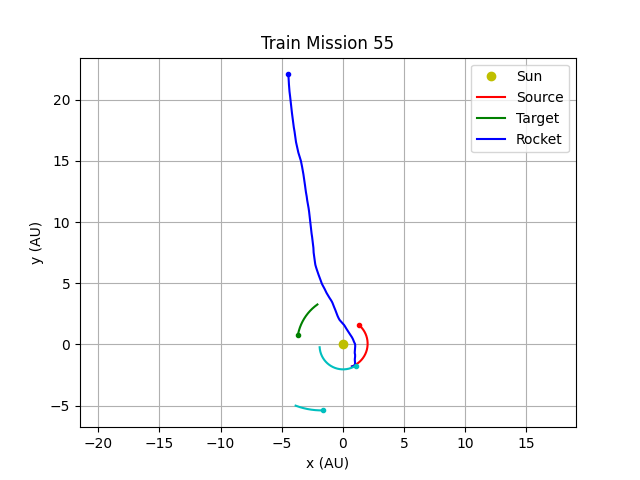 Train Mission 55
Sun
Source
Target
Rocket
20
15
10
5
0
−5
y (AU)
−20 −15 −10 −5 0 5 10 15
x (AU)